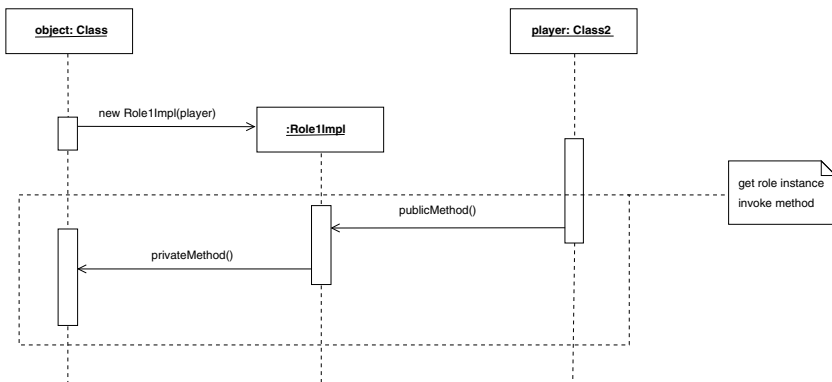 object: Class
player: Class2
new Role1Impl(player)
:Role1Impl
get role instance
invoke method
publicMethod()
privateMethod()